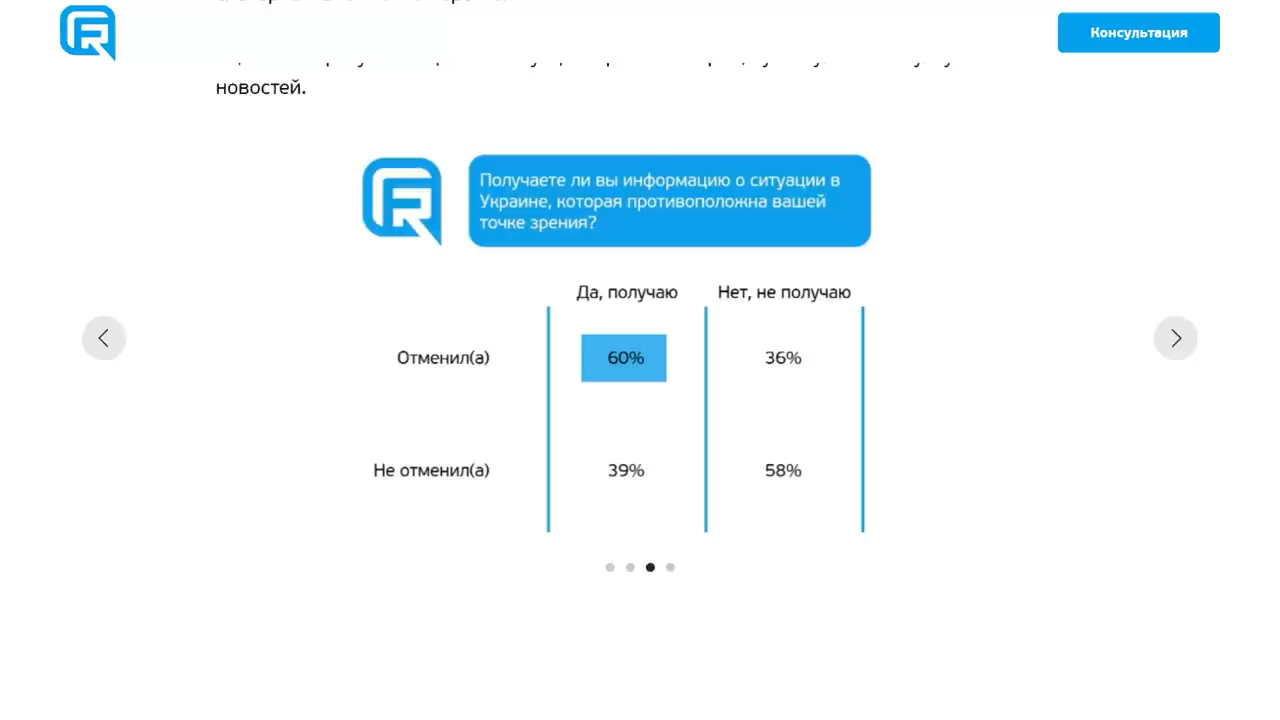 Консультация
новостей.
Получаете ли вы информацию о ситуации в
Украине, которая противоположна вашей
точке зрения?
Да, получаю Нет, не получаю
Отменил(а) 60% 36%
Не отменил(а) 39% 58%